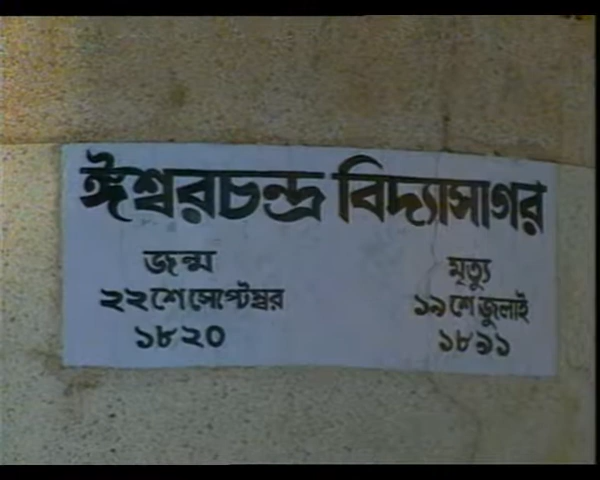 ঈশ্বরচন্দ্র বিদ্যাসাগর
জন্ম
২২শে সেপ্টেম্বর
১৮২০
মৃত্যু
১৯শে জুলাই
১৮৯১